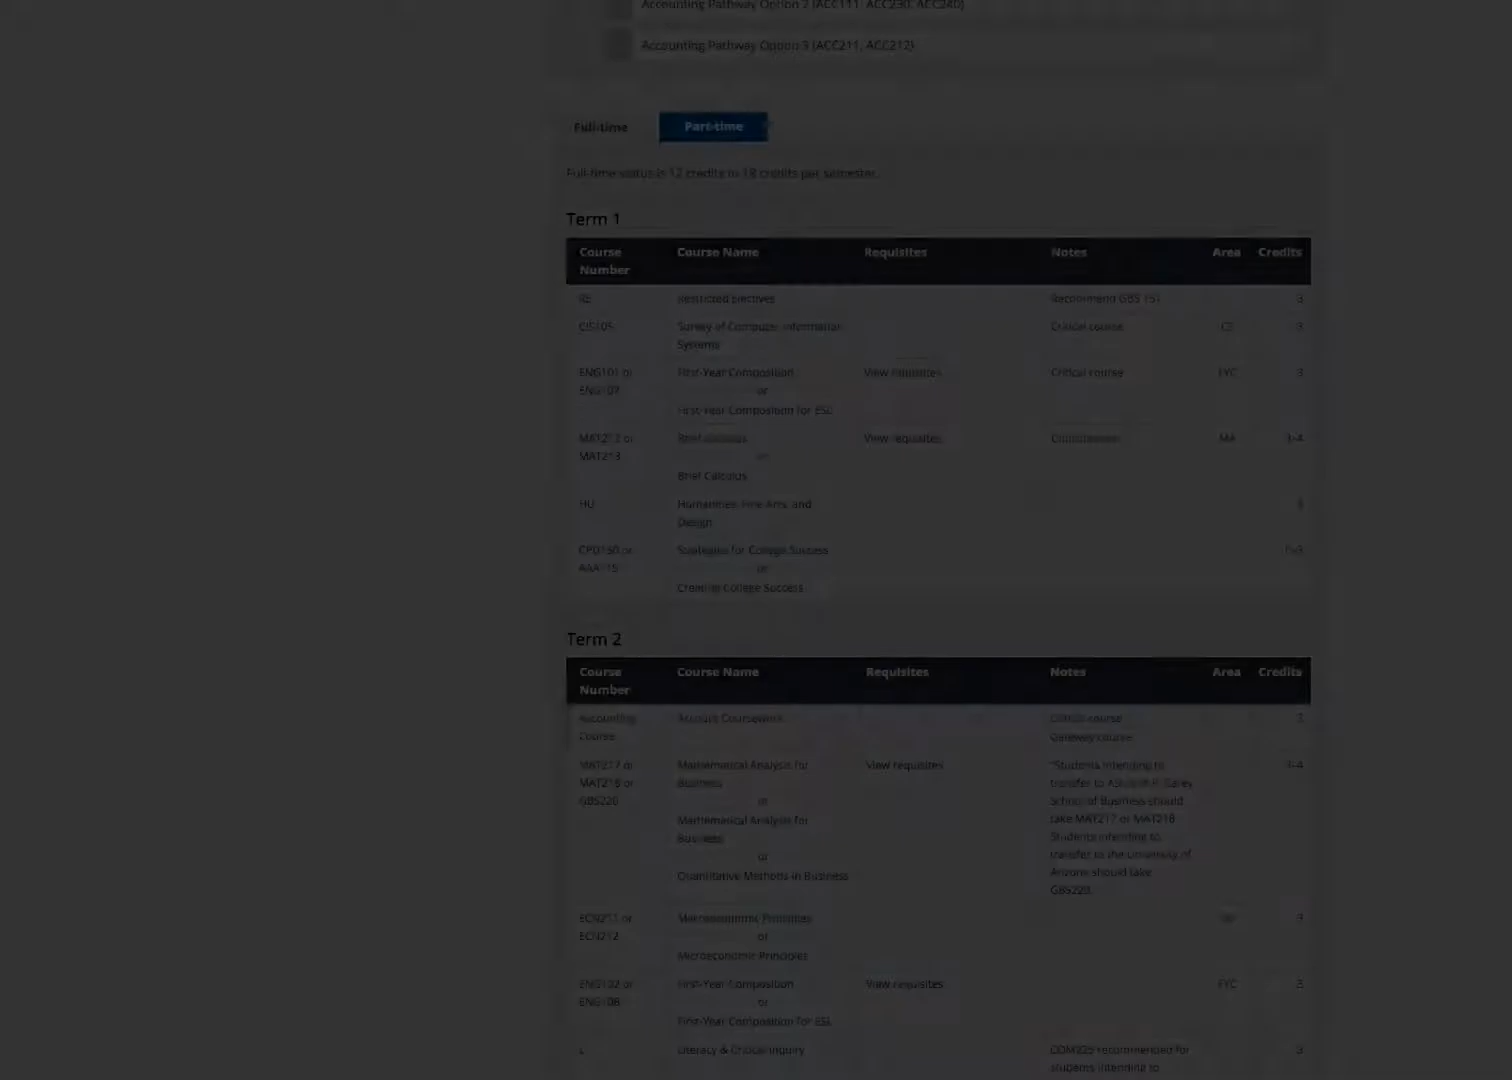 Accounting Pathway Option 2 (ACC111, ACC230, ACC240)
Accounting Pathway Option 3 (ACC211, ACC212)
Full-time Part-time
Full-time status is 12 credits to 18 credits per semester.
Term 1
Course Number Course Name Requisites Notes Area Credits
RE Restricted Electives Recommend GBS 151 3
CIS105 Survey of Computer Information Systems Critical course 3
ENG101 or ENG107 First-Year Composition or First-Year Composition for ESL View requisites Critical course FYC 3
MAT212 or MAT213 Brief Calculus or Brief Calculus View requisites MA 3-4
HU Humanities, Fine Arts, and Design 3
CPD150 or AAA115 Strategies for College Success or Creating College Success
Term 2
Course Number Course Name Requisites Notes Area Credits
Accounting Course Account Coursework Critical course Gateway course
MAT217 or MAT218 or GBS220 Mathematical Analysis for Business or Mathematical Analysis for Business or Quantitative Methods in Business View requisites *Students intending to transfer to ASU W. P. Carey School of Business should take MAT217 or MAT218. Students intending to transfer to the University of Arizona should take GBS220. 3-4
ECN211 or ECN212 Macroeconomic Principles or Microeconomic Principles 3
ENG102 or ENG108 First-Year Composition or First-Year Composition for ESL View requisites FYC 3
L Literacy & Critical Inquiry COM225 recommended for students intending to 3